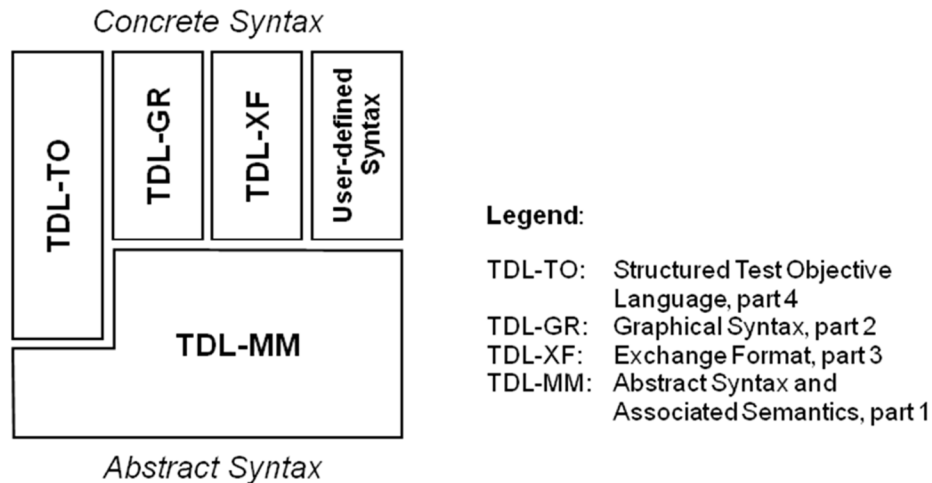 Concrete Syntax
TDL-TO
TDL-GR
TDL-XF
User-defined
Syntax
TDL-MM
Abstract Syntax
Legend:
TDL-TO: Structured Test Objective
Language, part 4
TDL-GR: Graphical Syntax, part 2
TDL-XF: Exchange Format, part 3
TDL-MM: Abstract Syntax and
Associated Semantics, part 1